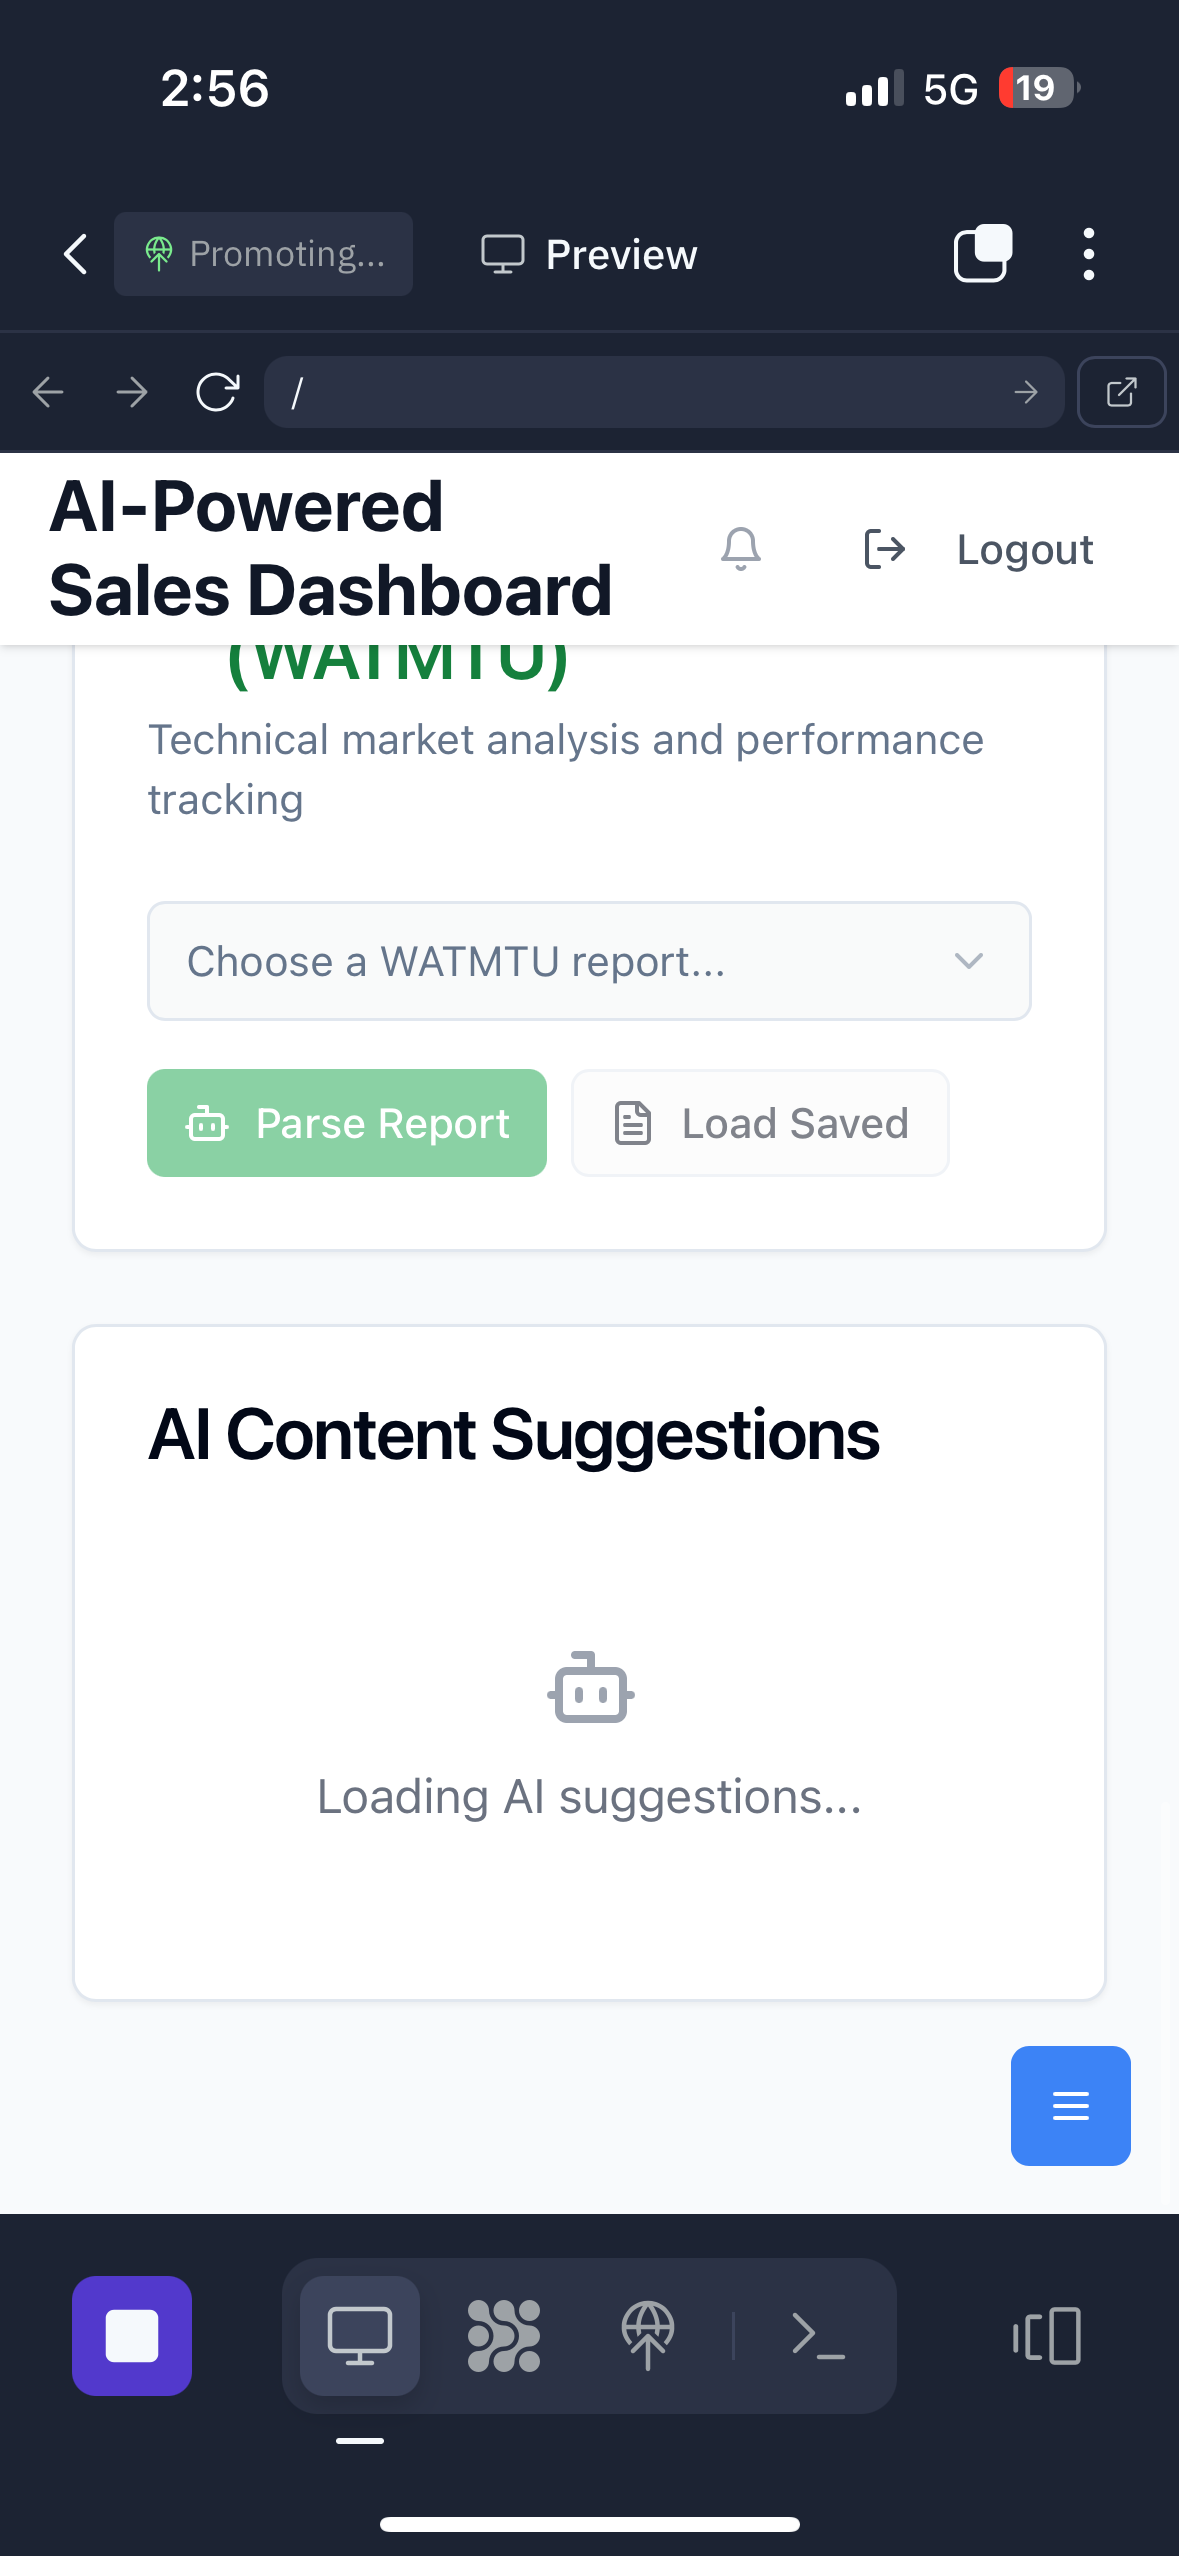 2:56
5G
19
Promoting...
Preview
/
AI-Powered
Sales Dashboard
Logout
(WATMTU)
Technical market analysis and performance
tracking
Choose a WATMTU report...
Parse Report
Load Saved
AI Content Suggestions
Loading AI suggestions...